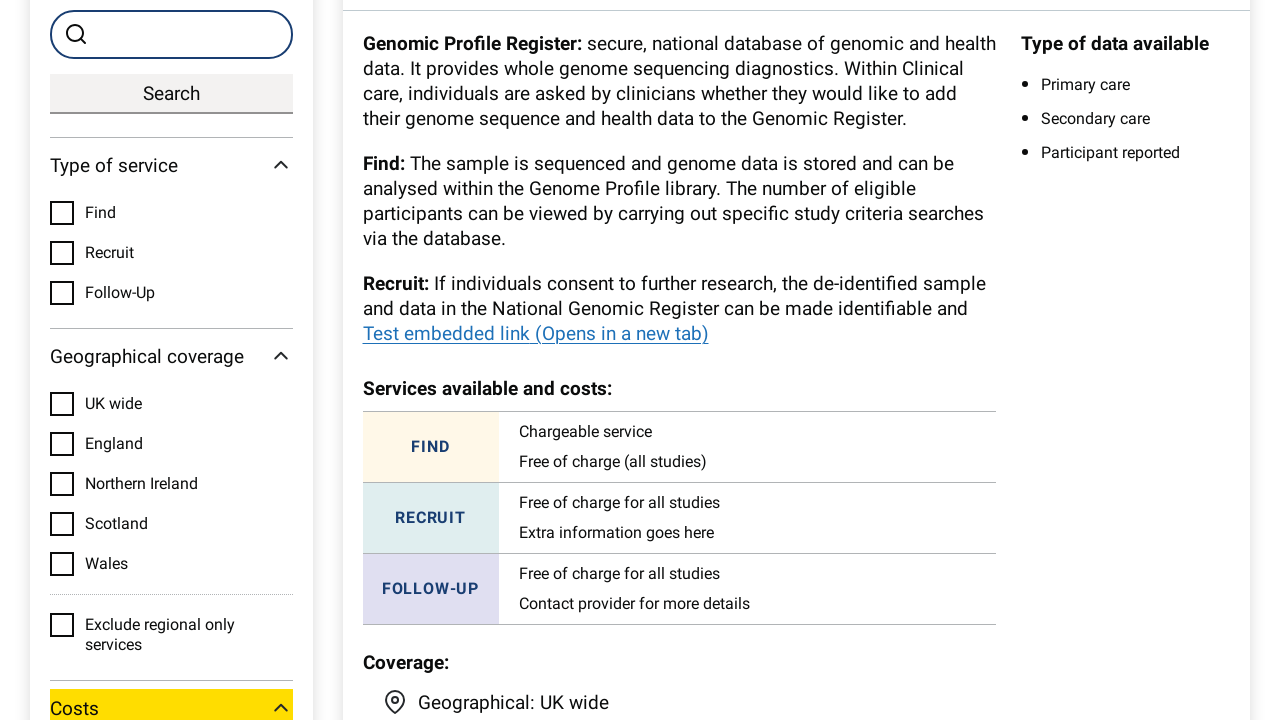 Search
Type of service
Find
Recruit
Follow-Up
Geographical coverage
UK wide
England
Northern Ireland
Scotland
Wales
Exclude regional only
services
Costs
Genomic Profile Register: secure, national database of genomic and health
data. It provides whole genome sequencing diagnostics. Within Clinical
care, individuals are asked by clinicians whether they would like to add
their genome sequence and health data to the Genomic Register.
Find: The sample is sequenced and genome data is stored and can be
analysed within the Genome Profile library. The number of eligible
participants can be viewed by carrying out specific study criteria searches
via the database.
Recruit: If individuals consent to further research, the de-identified sample
and data in the National Genomic Register can be made identifiable and
Test embedded link (Opens in a new tab)
Services available and costs:
FIND
Chargeable service
Free of charge (all studies)
RECRUIT
Free of charge for all studies
Extra information goes here
FOLLOW-UP
Free of charge for all studies
Contact provider for more details
Coverage:
Geographical: UK wide
Type of data available
Primary care
Secondary care
Participant reported